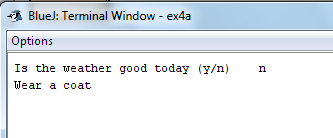 BlueJ: Terminal Window - ex4a
Options
Is the weather good today (y/n)    n
Wear a coat